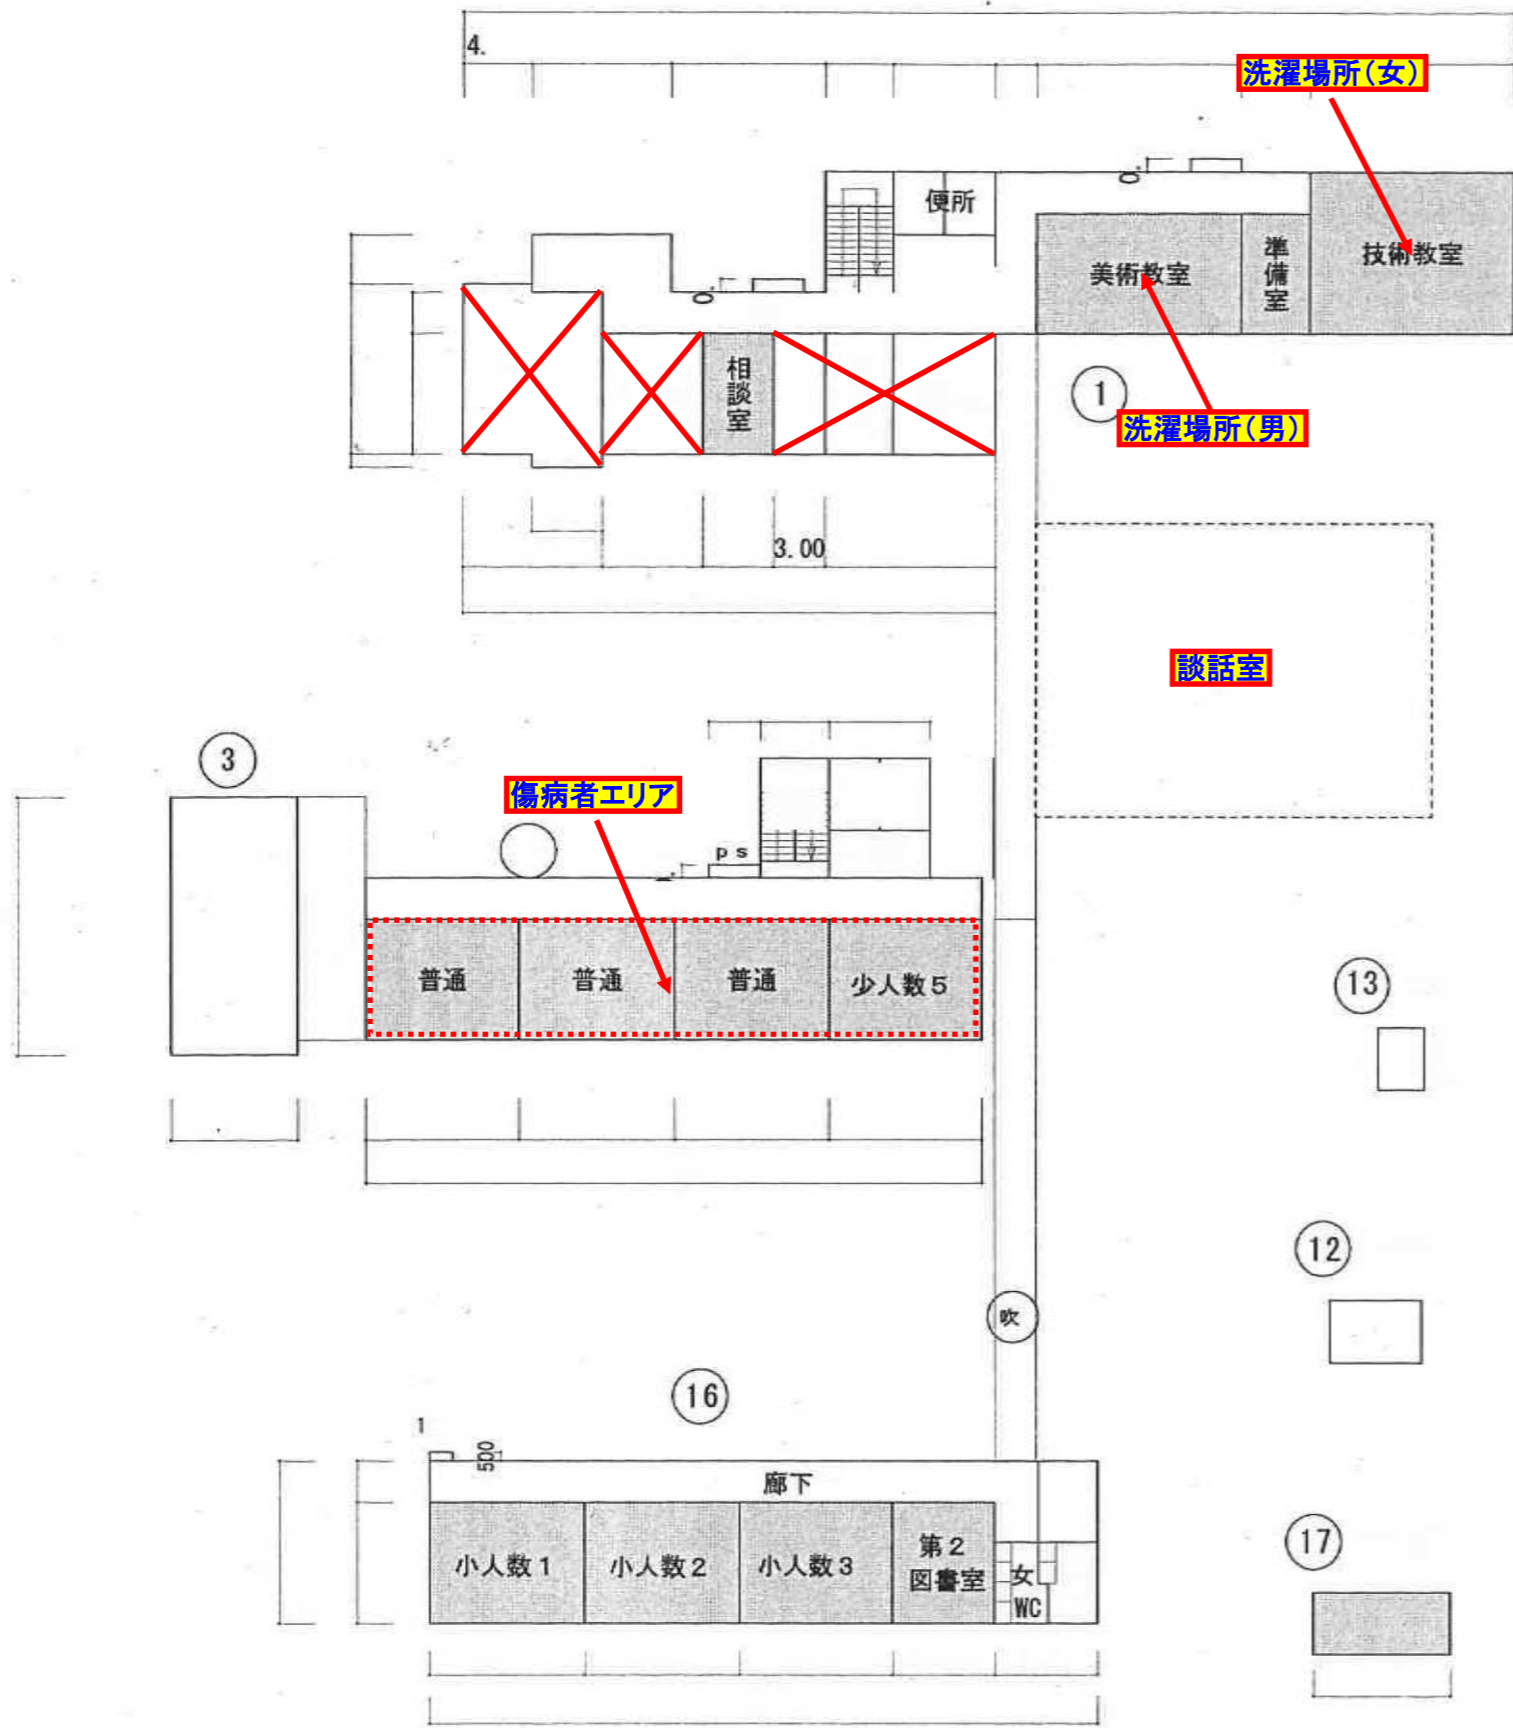 4.
洗濯場所(女)
便所
美術教室
準備室
技術教室
相談室
1
洗濯場所(男)
3.00
談話室
3
傷病者エリア
ps
普通
普通
普通
少人数5
13
12
吹
16
1
500
廊下
小人数1
小人数2
小人数3
第2
図書室
女
WC
17